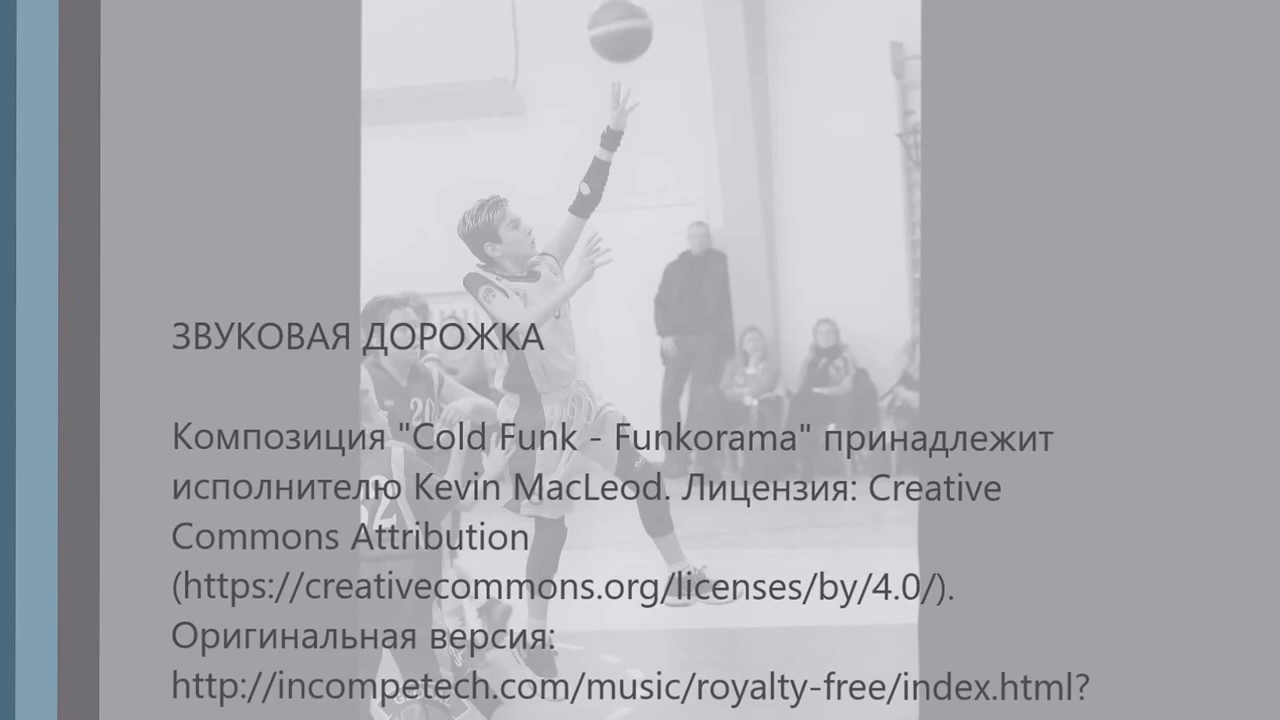 ЗВУКОВАЯ ДОРОЖКА
Композиция "Cold Funk - Funkorama" принадлежит
исполнителю Kevin MacLeod. Лицензия: Creative
Commons Attribution
(https://creativecommons.org/licenses/by/4.0/).
Оригинальная версия:
http://incompetech.com/music/royalty-free/index.html?
20